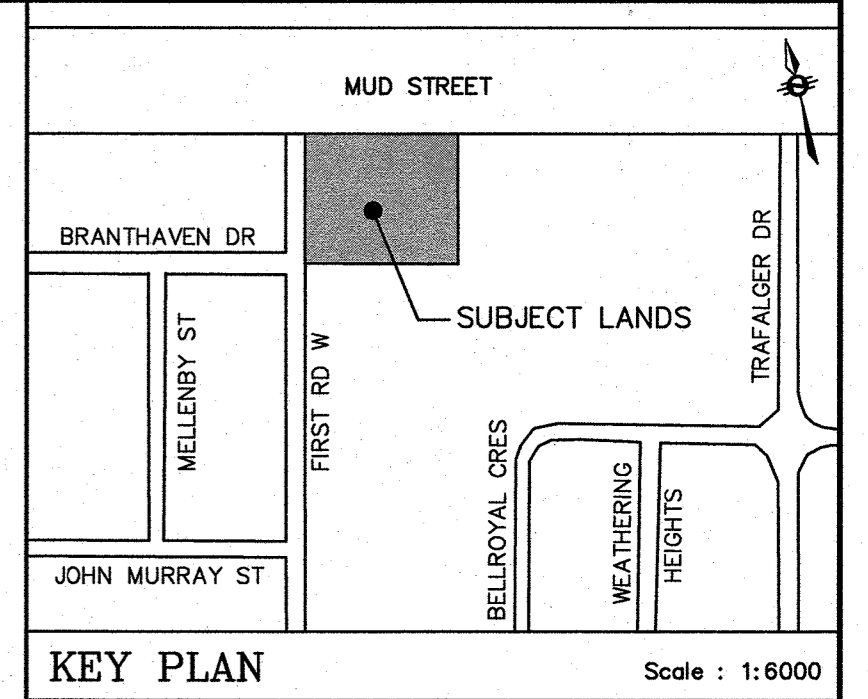 MUD STREET
BRANTHAVEN DR
MELLENBY ST
FIRST RD W
SUBJECT LANDS
TRAFALGER DR
BELLROYAL CRES
WEATHERING
HEIGHTS
JOHN MURRAY ST
KEY PLAN
Scale : 1:6000